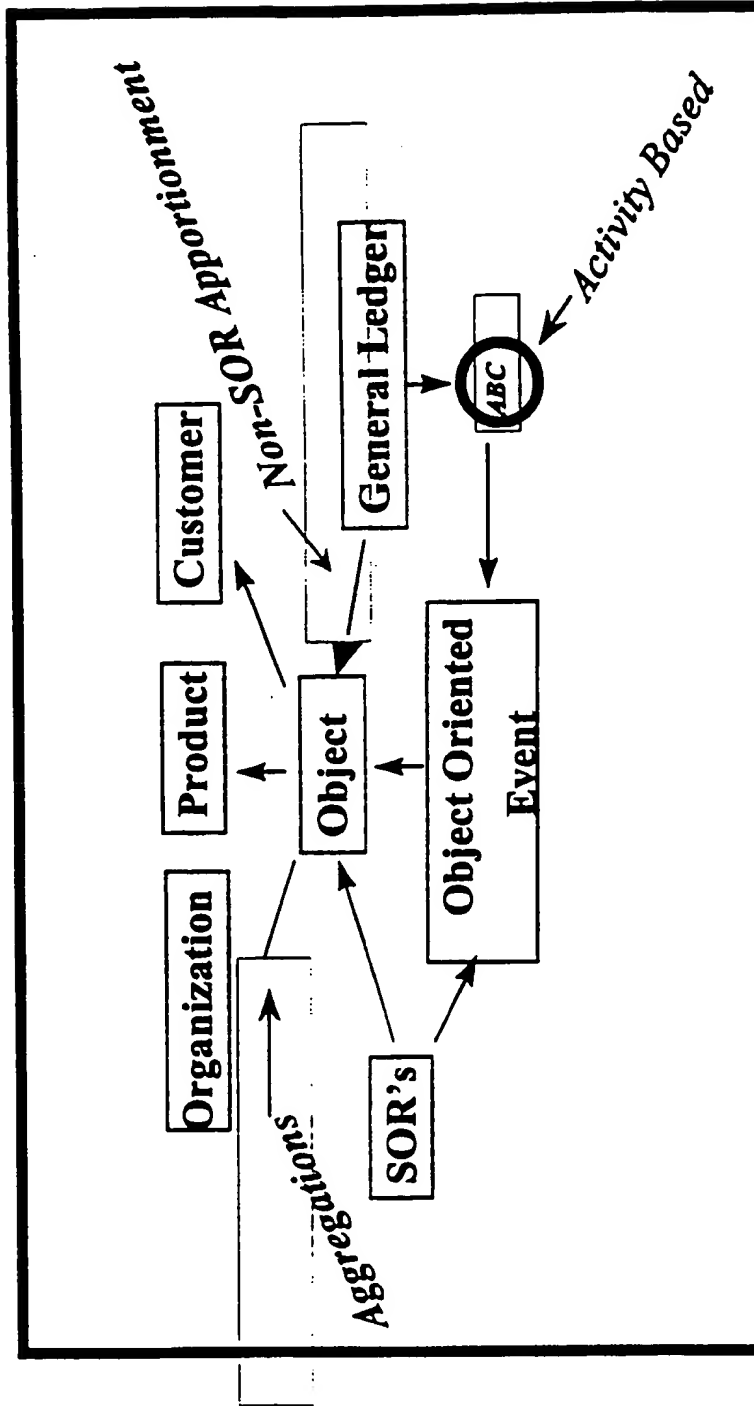 Organization
Product
Customer
Aggregations
Object
Non-SOR Apportionment
SOR's
General Ledger
Object Oriented
Event
ABC
Activity Based